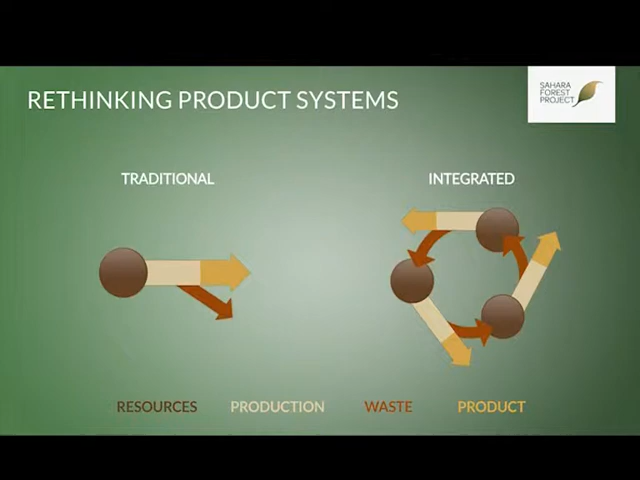 RETHINKING PRODUCT SYSTEMS
SAHARA
FOREST
PROJECT
TRADITIONAL
INTEGRATED
RESOURCES PRODUCTION WASTE PRODUCT